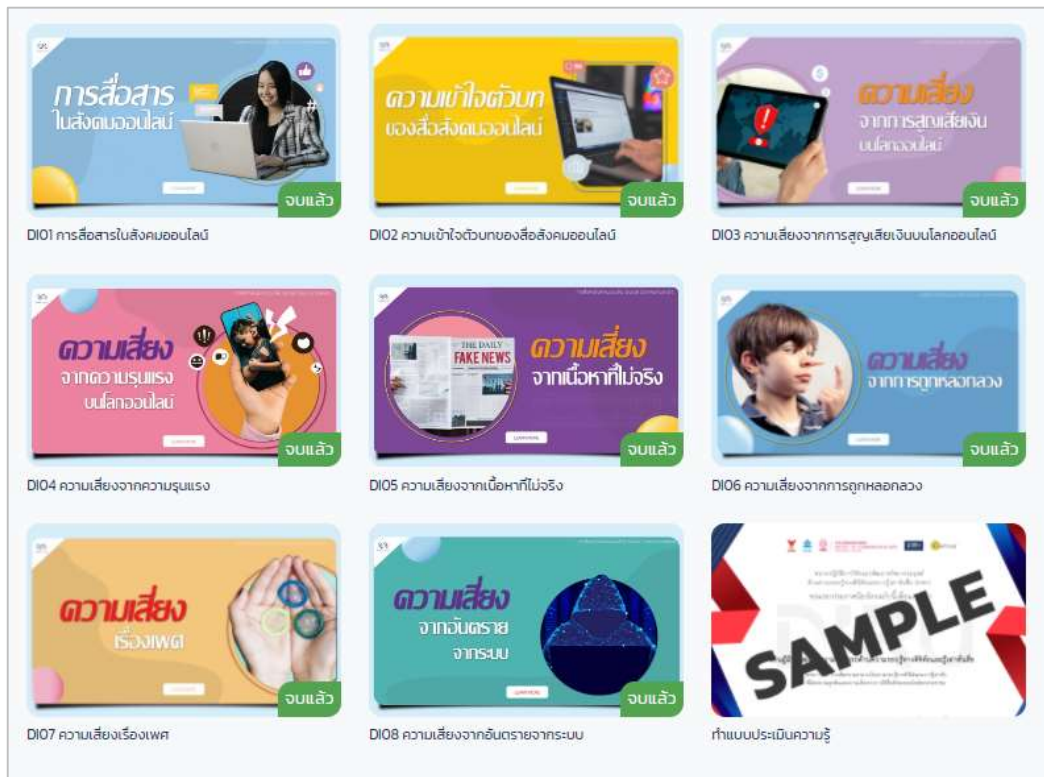 การสื่อสาร
ในสังคมออนไลน์
จบแล้ว
DI01 การสื่อสารในสังคมออนไลน์
ความเข้าใจตัวบท
ของสื่อสังคมออนไลน์
จบแล้ว
DI02 ความเข้าใจตัวบทของสื่อสังคมออนไลน์
ความเสี่ยง
จากการสูญเสียเงิน
บนโลกออนไลน์
จบแล้ว
DI03 ความเสี่ยงจากการสูญเสียเงินบนโลกออนไลน์
ความเสี่ยง
จากความรุนแรง
บนโลกออนไลน์
จบแล้ว
DI04 ความเสี่ยงจากความรุนแรง
THE DAILY
FAKE NEWS
ความเสี่ยง
จากเนื้อหาที่ไม่จริง
จบแล้ว
DI05 ความเสี่ยงจากเนื้อหาที่ไม่จริง
ความเสี่ยง
จากการถูกหลอกลวง
จบแล้ว
DI06 ความเสี่ยงจากการถูกหลอกลวง
ความเสี่ยง
เรื่องเพศ
จบแล้ว
DI07 ความเสี่ยงเรื่องเพศ
ความเสี่ยง
จากอันตราย
จากระบบ
จบแล้ว
DI08 ความเสี่ยงจากอันตรายจากระบบ
SAMPLE
ทำแบบประเมินความรู้